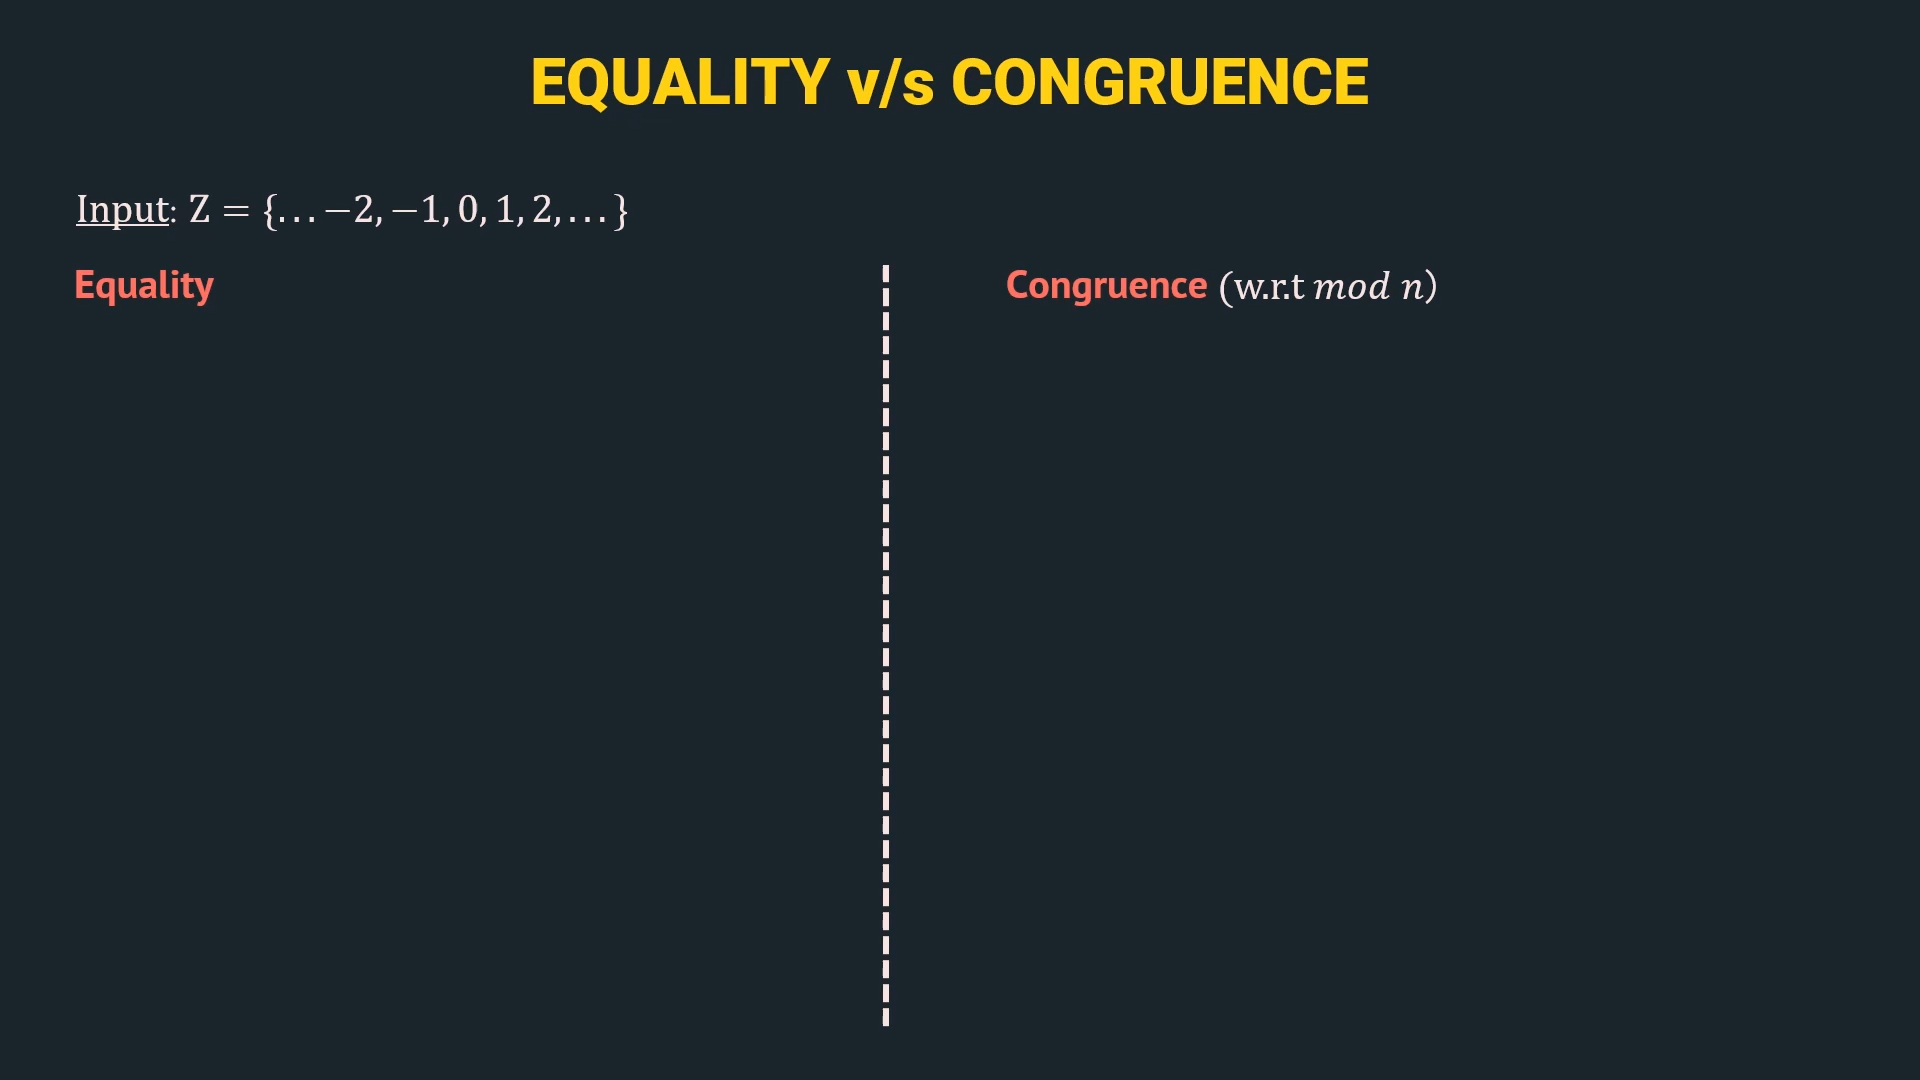 EQUALITY v/s CONGRUENCE
Input: Z = {… −2, −1, 0, 1, 2, … }
Equality
Congruence (w.r.t mod n)